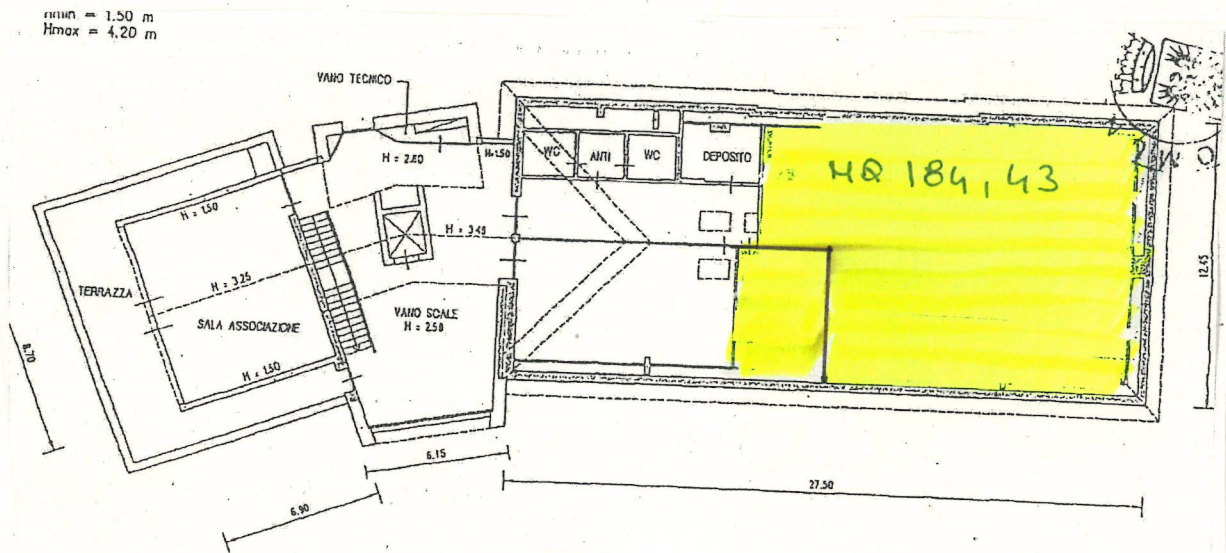 Hmin = 1.50 m
Hmax = 4,20 m
VANO TECNICO
H = 2.60
H=1.50
WC
ANTI
WC
DEPOSITO
MQ 184,43
H = 1.50
H = 3.45
TERRAZZA
H = 3.25
SALA ASSOCIAZIONE
VANO SCALE
H = 2.50
H = 1.50
8.70
12.45
6.15
27.50
6.90